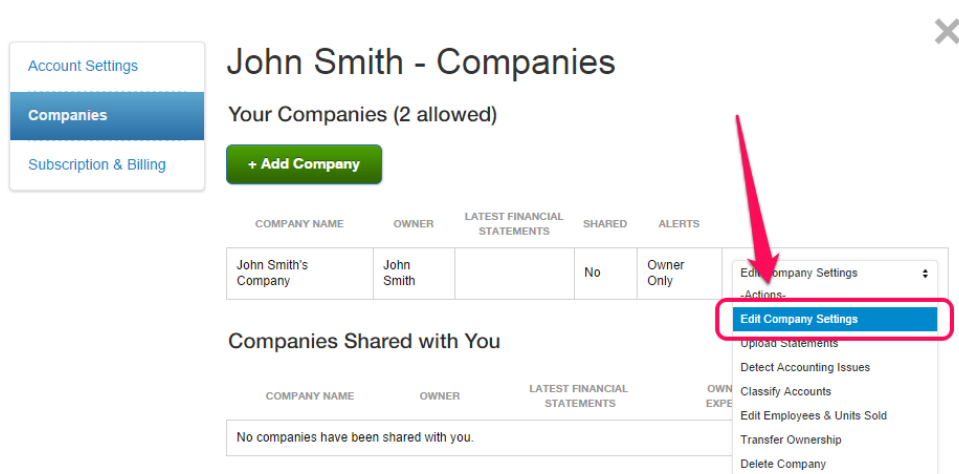 John Smith - Companies
Account Settings
Companies
Subscription & Billing
Your Companies (2 allowed)
+ Add Company
COMPANY NAME OWNER LATEST FINANCIAL STATEMENTS SHARED ALERTS
John Smith's Company John Smith No Owner Only
Edit Company Settings
-Actions-
Edit Company Settings
Upload Statements
Detect Accounting Issues
Classify Accounts
Edit Employees & Units Sold
Transfer Ownership
Delete Company
Companies Shared with You
COMPANY NAME OWNER LATEST FINANCIAL STATEMENTS
No companies have been shared with you.